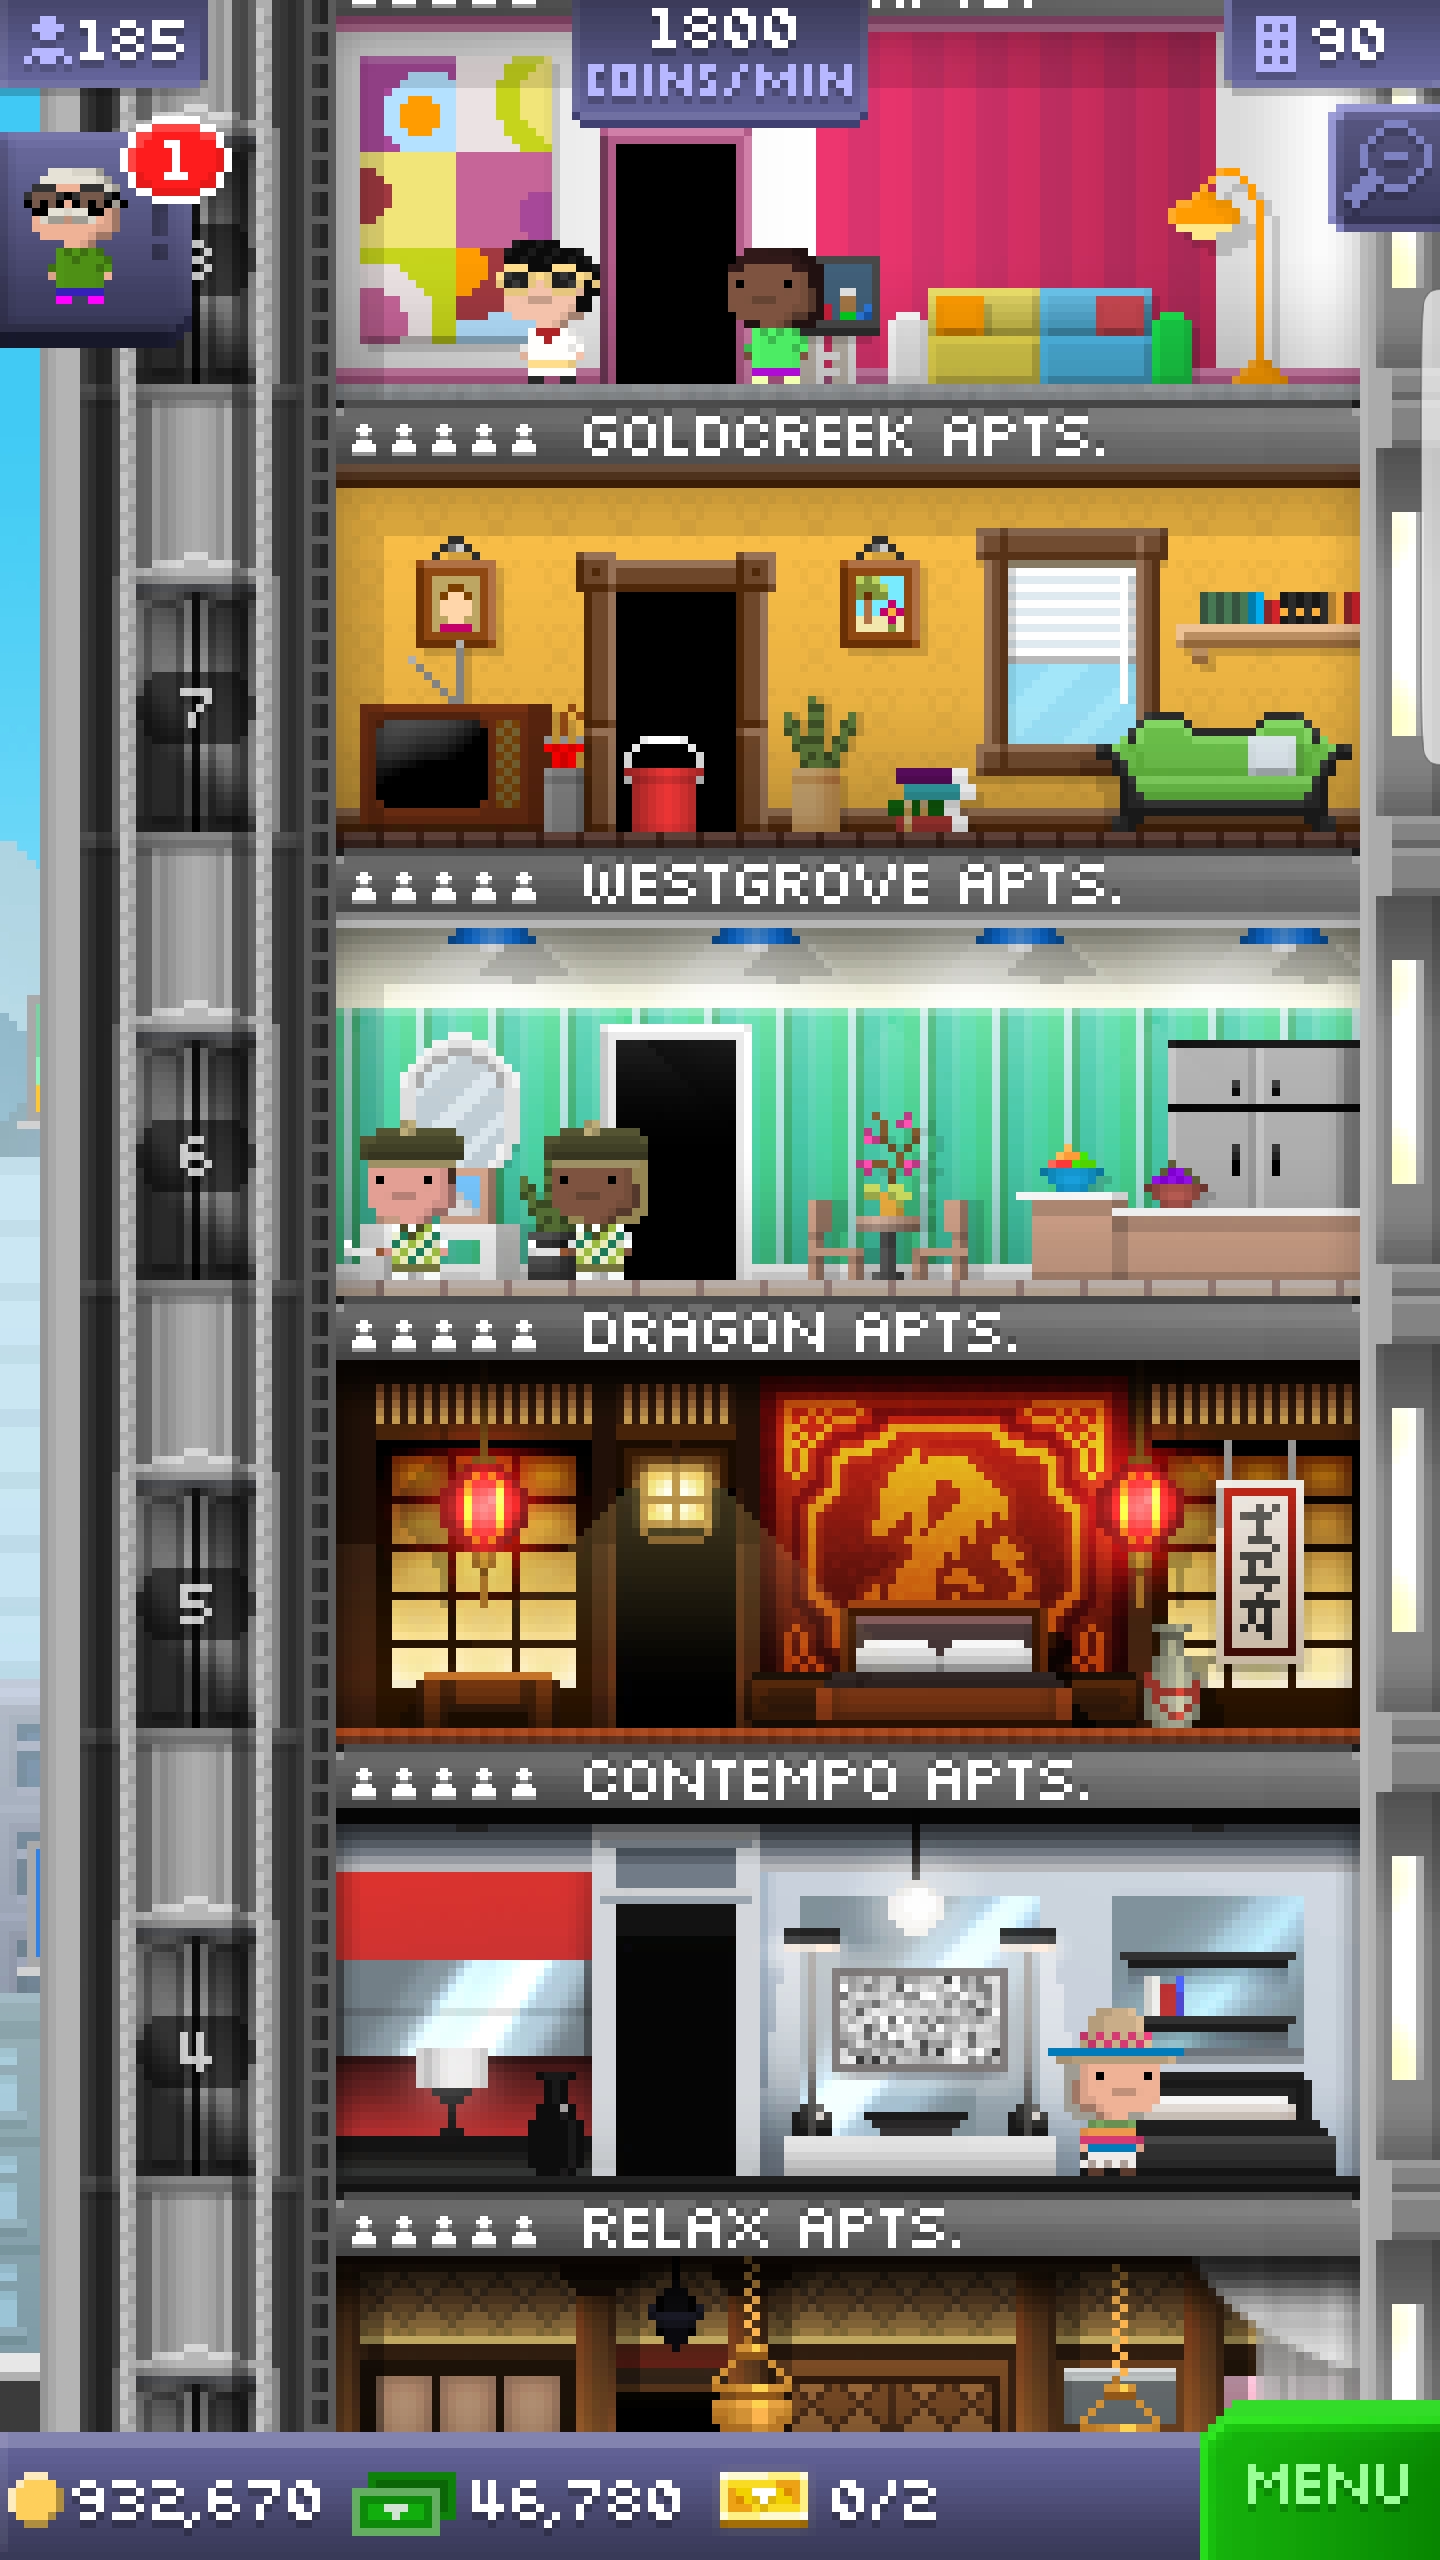 185
1800
COINS/MIN
90
1
GOLDCREEK APTS.
7
WESTGROVE APTS.
6
DRAGON APTS.
5
CONTEMPO APTS.
4
RELAX APTS.
932,670
46,780
0/2
MENU